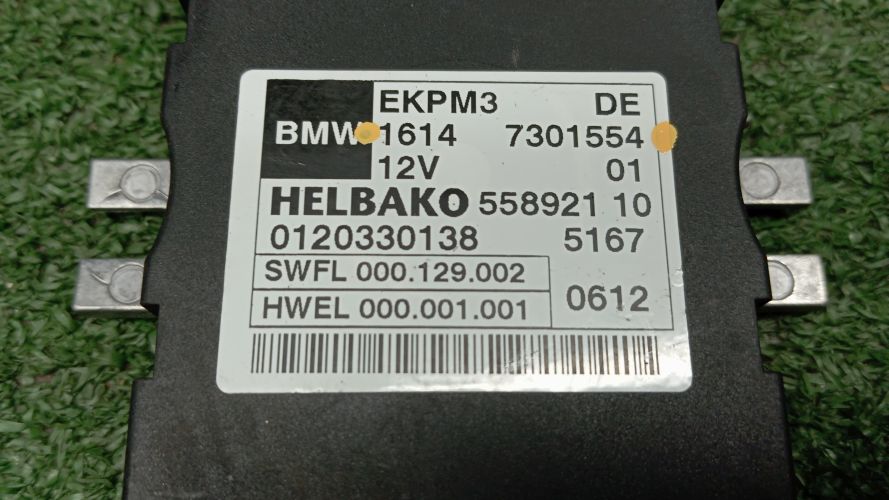 EKPM3 DE
BMW 1614 7301554
12V 01
HELBAKO 558921 10
0120330138 5167
SWFL 000.129.002
HWEL 000.001.001 0612